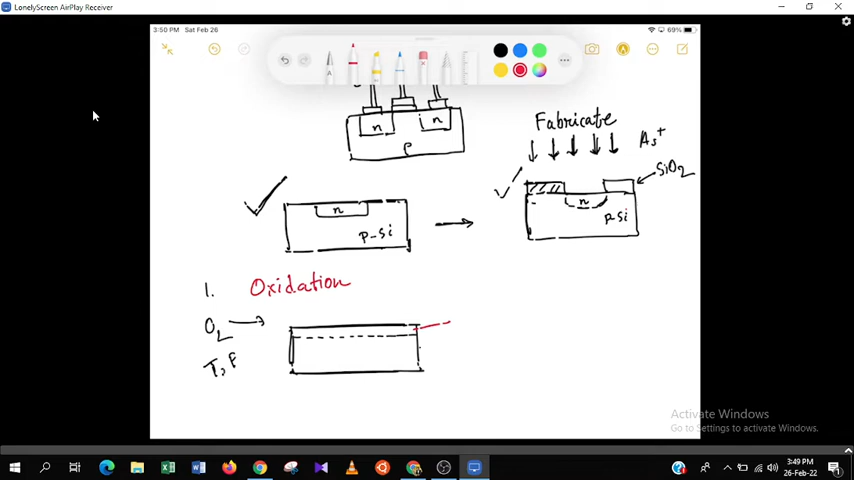 LonelyScreen AirPlay Receiver
3:50 PM Sat Feb 26
69%
A
n
n
p
Fabricate
As+
SiO2
n
p-Si
n
p-Si
1. Oxidation
O2
T, P
Activate Windows
Go to Settings to activate Windows.
3:49 PM
26-Feb-22